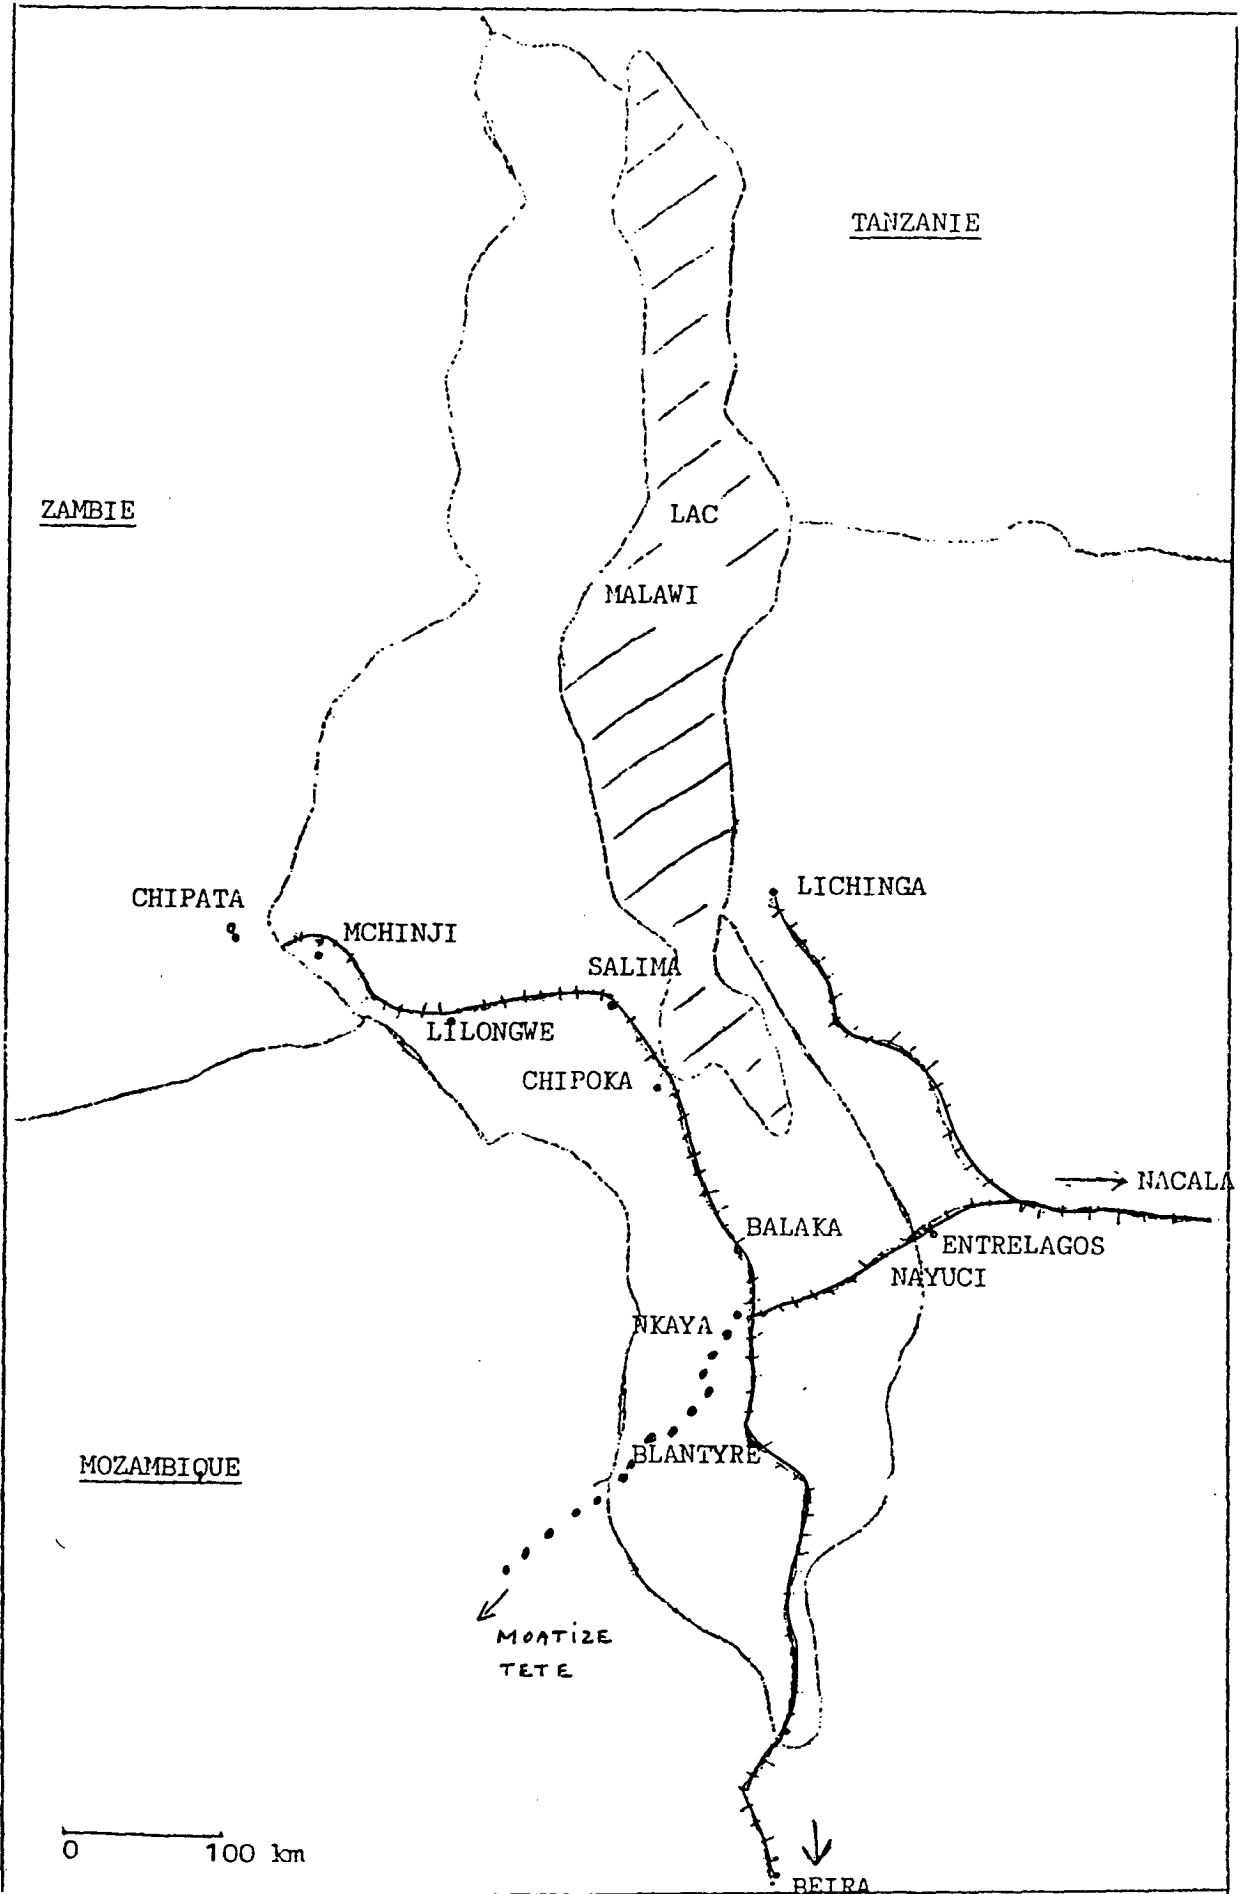 TANZANIE
ZAMBIE
LAC
MALAWI
LICHINGA
CHIPATA
MCHINJI
SALIMA
LILONGWE
CHIPOKA
NACALA
BALAKA
ENTRELAGOS
NAYUCI
NKAYA
BLANTYRE
MOZAMBIQUE
MOATIZE
TETE
0 100 km
BEIRA